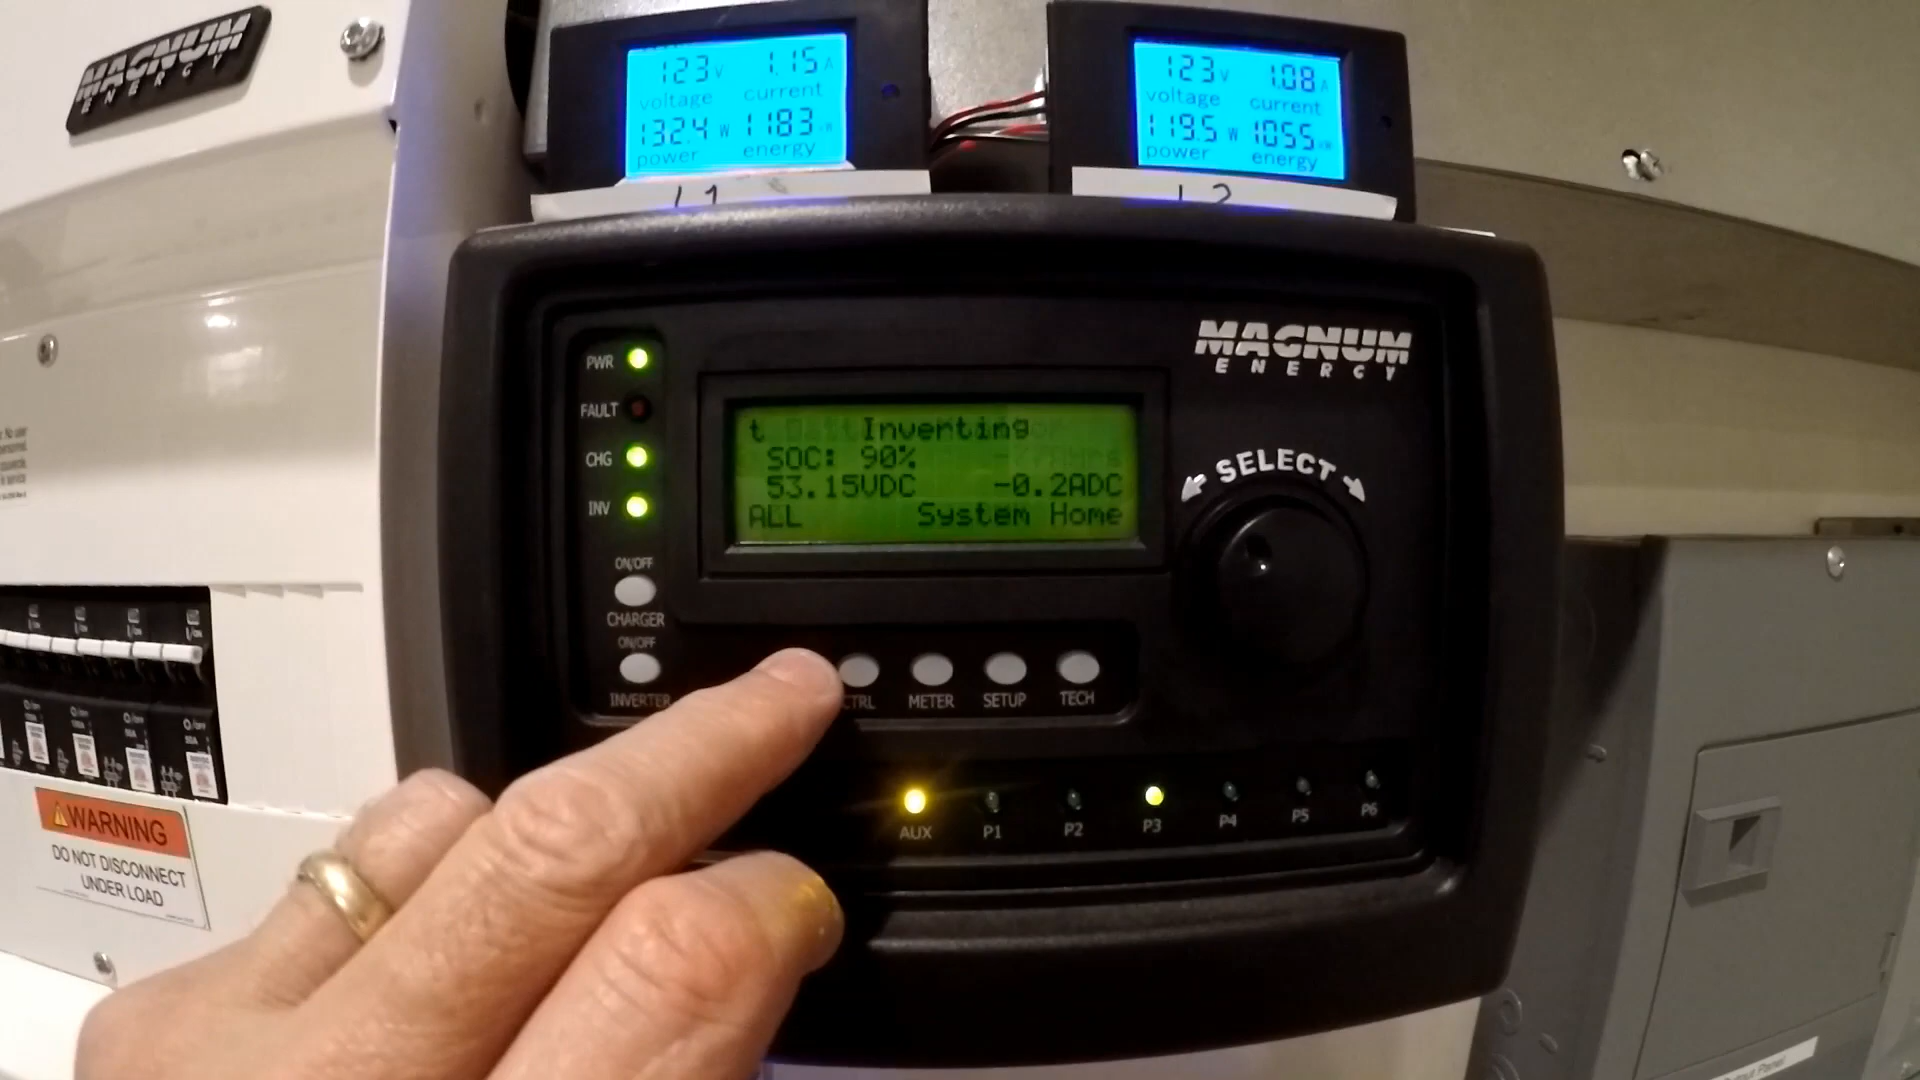 MAGNUM
ENERGY
123V 1.15A
voltage current
132.4 W 1183
power energy
L1
123V 1.08A
voltage current
119.5 W 1055
power energy
L2
MAGNUM
ENERGY
PWR
FAULT
CHG
INV
Inverting
SOC: 90%
53.15VDC -0.2ADC
ALL System Home
SELECT
ON/OFF
CHARGER
ON/OFF
INVERTER
CTRL METER SETUP TECH
AUX P1 P2 P3 P4 P5 P6
WARNING
DO NOT DISCONNECT
UNDER LOAD